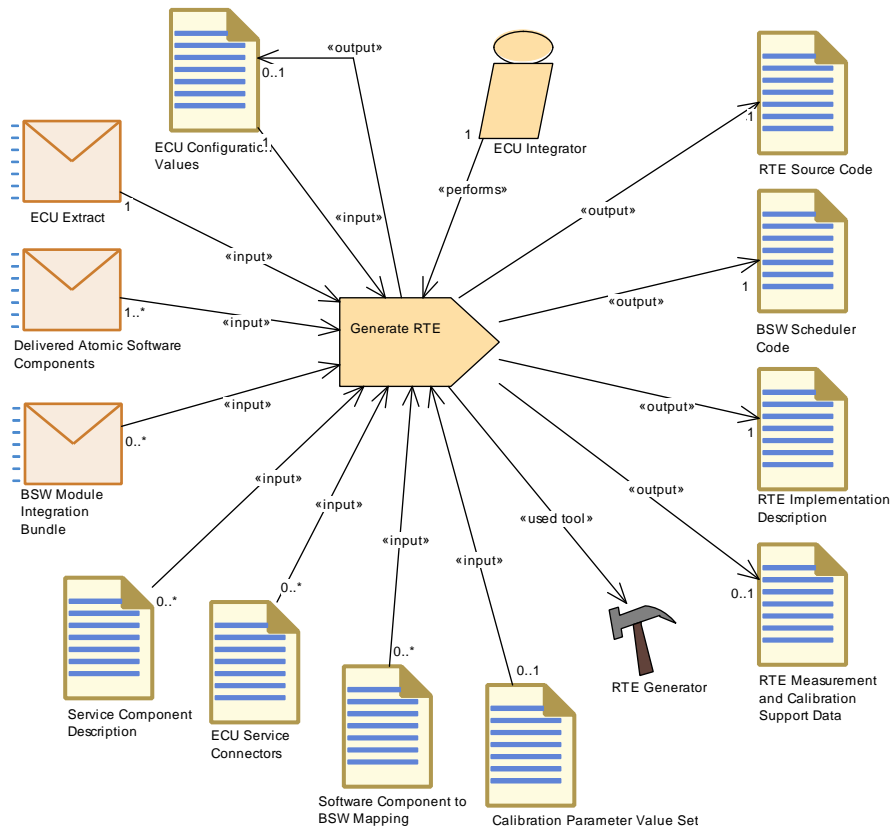 «output»
0..1
1
ECU Configuratic.
Values
1
ECU Integrator
«performs»
«input»
.1
RTE Source Code
«output»
1
ECU Extract
«input»
1
BSW Scheduler
Code
«output»
1..*
Delivered Atomic Software
Components
«input»
Generate RTE
0..*
BSW Module
Integration
Bundle
«input»
1
RTE Implementation
Description
«output»
0..1
RTE Measurement
and Calibration
Support Data
«output»
«used tool»
RTE Generator
0..*
Service Component
Description
«input»
0..*
ECU Service
Connectors
«input»
0..*
Software Component to
BSW Mapping
«input»
0..1
Calibration Parameter Value Set
«input»